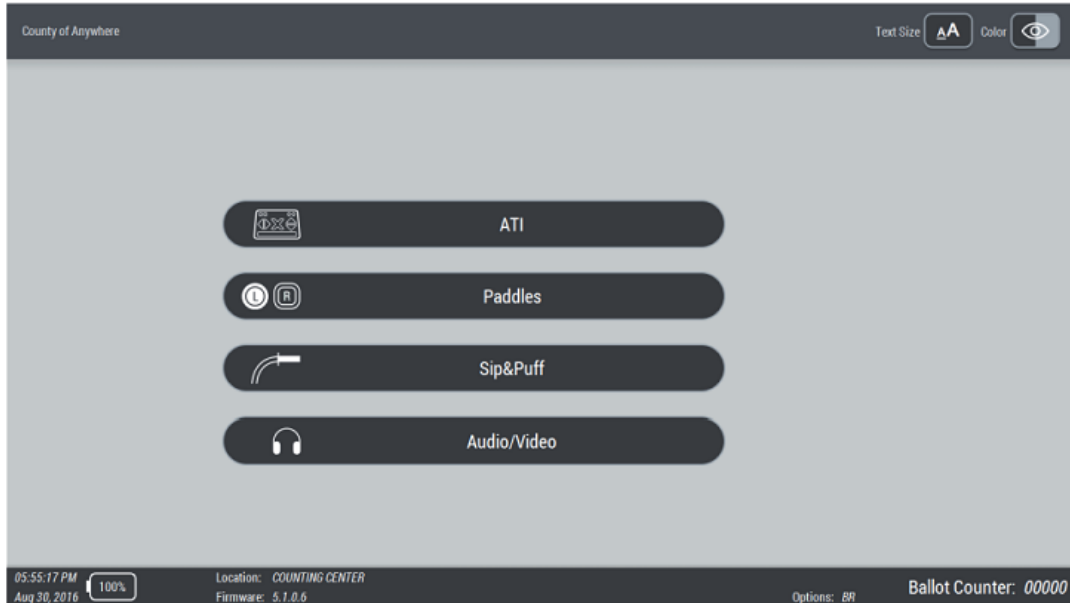 County of Anywhere
Text Size AA Color
ATI
L R Paddles
Sip&Puff
Audio/Video
05:55:17 PM
Aug 30, 2016
100%
Location: COUNTING CENTER
Firmware: 5.1.0.6
Options: BR
Ballot Counter: 00000